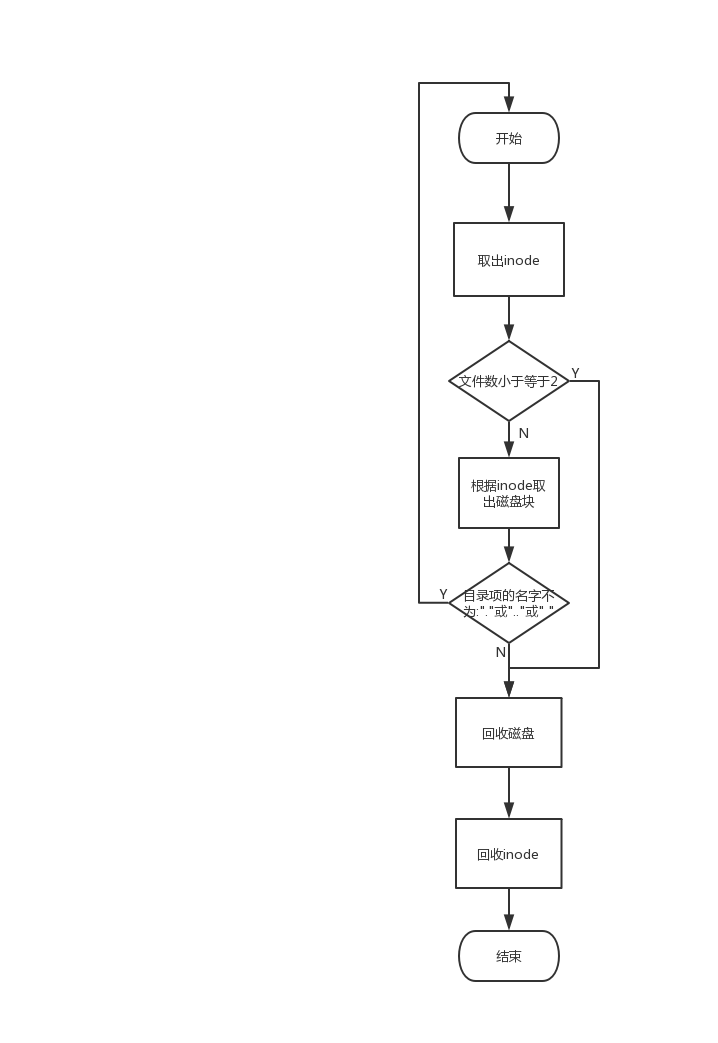 开始
取出inode
文件数小于等于2
Y
N
根据inode取
出磁盘块
Y
目录项的名字不
为:"."或".."或" "
N
回收磁盘
回收inode
结束